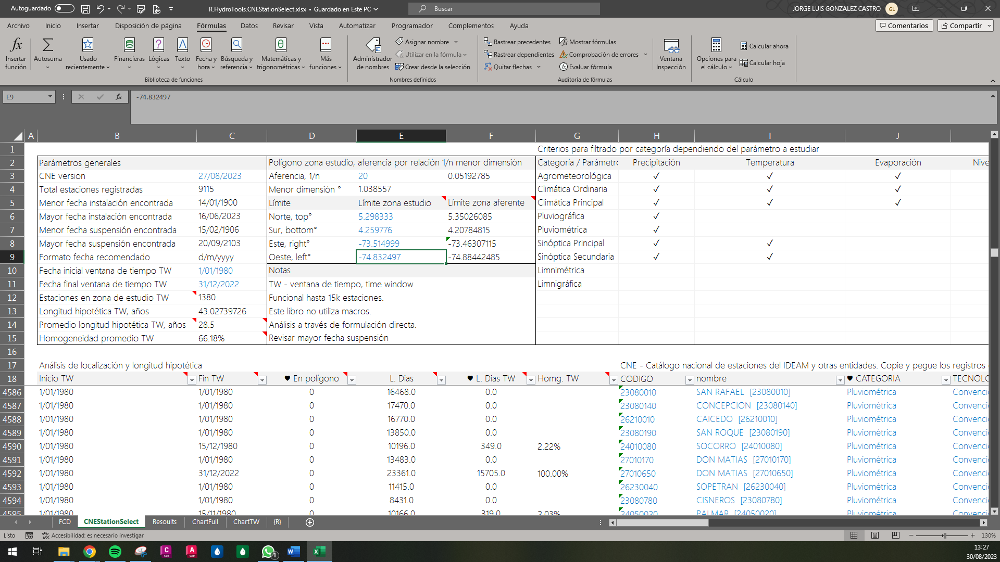 Autoguardado
R.HydroTools.CNEStationSelect.xlsx • Guardado en Este PC
Buscar
JORGE LUIS GONZALEZ CASTRO GL
Archivo Inicio Insertar Disposición de página Fórmulas Datos Revisar Vista Automatizar Programador Complementos Ayuda
Comentarios Compartir
Insertar función
Autosuma
Usado recientemente
Financieras
Lógicas
Texto
Fecha y hora
Búsqueda y referencia
Matemáticas y trigonométricas
Más funciones
Biblioteca de funciones
Administrador de nombres
Asignar nombre
Utilizar en la fórmula
Crear desde la selección
Nombres definidos
Rastrear precedentes
Rastrear dependientes
Quitar flechas
Mostrar fórmulas
Comprobación de errores
Evaluar fórmula
Auditoría de fórmulas
Ventana Inspección
Opciones para el cálculo
Calcular ahora
Calcular hoja
Cálculo
E9 fx -74.832497
A B C D E F G H I J
1 Criterios para filtrado por categoría dependiendo del parámetro a estudiar
2 Parámetros generales Polígono zona estudio, aferencia por relación 1/n menor dimensión Categoría / Parámetro Precipitación Temperatura Evaporación Nive
3 CNE version 27/08/2023 Aferencia, 1/n 20 0.05192785 Agrometeorológica ✓ ✓ ✓
4 Total estaciones registradas 9115 Menor dimensión ° 1.038557 Climática Ordinaria ✓ ✓ ✓
5 Menor fecha instalación encontrada 14/01/1900 Límite Límite zona estudio Límite zona aferente Climática Principal ✓ ✓ ✓
6 Mayor fecha instalación encontrada 16/06/2023 Norte, top° 5.298333 5.35026085 Pluviográfica ✓
7 Menor fecha suspensión encontrada 15/02/1906 Sur, bottom° 4.259776 4.20784815 Pluviométrica ✓
8 Mayor fecha suspensión encontrada 20/09/2103 Este, right° -73.514999 -73.46307115 Sinóptica Principal ✓ ✓
9 Formato fecha recomendado d/m/yyyy Oeste, left° -74.832497 -74.88442485 Sinóptica Secundaria ✓ ✓
10 Fecha inicial ventana de tiempo TW 1/01/1980 Notas Limnimétrica
11 Fecha final ventana de tiempo TW 31/12/2022 TW - ventana de tiempo, time window Limnigráfica
12 Estaciones en zona de estudio TW 1380 Funcional hasta 15k estaciones.
13 Longitud hipotética TW, años 43.02739726 Este libro no utiliza macros.
14 Promedio longitud hipotética TW, años 28.5 Análisis a través de formulación directa.
15 Homogeneidad promedio TW 66.18% Revisar mayor fecha suspensión
16
17 Análisis de localización y longitud hipotética CNE - Catálogo nacional de estaciones del IDEAM y otras entidades. Copie y pegue los registros
18 Inicio TW Fin TW ♥ En polígono L. Dias ♥ L. Dias TW Homg. TW CODIGO nombre ♥ CATEGORIA TECNOLO
4586 1/01/1980 1/01/1980 0 16468.0 0.0 23080010 SAN RAFAEL [23080010] Pluviométrica Convenci
4587 1/01/1980 1/01/1980 0 17470.0 0.0 23080140 CONCEPCION [23080140] Pluviométrica Convenci
4588 1/01/1980 1/01/1980 0 16770.0 0.0 26210010 CAICEDO [26210010] Pluviométrica Convenci
4589 1/01/1980 1/01/1980 0 13850.0 0.0 23080190 SAN ROQUE [23080190] Pluviométrica Convenci
4590 1/01/1980 15/12/1980 0 10196.0 349.0 2.22% 24010080 SOCORRO [24010080] Pluviométrica Convenci
4591 1/01/1980 1/01/1980 0 13483.0 0.0 27010170 DON MATIAS [27010170] Pluviométrica Convenci
4592 1/01/1980 31/12/2022 0 23361.0 15705.0 100.00% 27010650 DON MATIAS [27010650] Pluviométrica Convenci
4593 1/01/1980 1/01/1980 0 11415.0 0.0 26230040 SOPETRAN [26230040] Pluviométrica Convenci
4594 1/01/1980 1/01/1980 0 8431.0 0.0 23080780 CISNEROS [23080780] Pluviométrica Convenci
4595 1/01/1980 15/11/1980 0 10166.0 319.0 2.03% 24050020 PALMAR [24050020] Pluviométrica Convenci
FCD CNEStationSelect Resoults ChartFull ChartTW {R}
Listo Accesibilidad: es necesario investigar 130%
13:27
30/08/2023